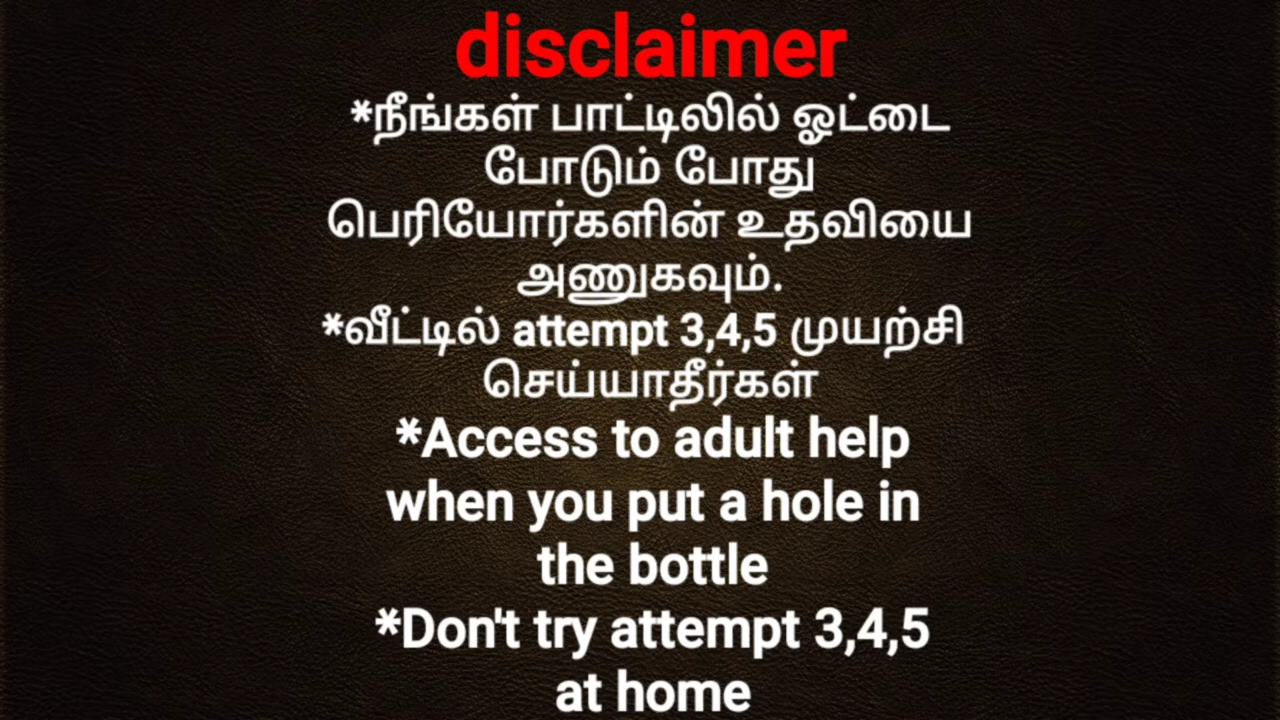 disclaimer
*நீங்கள் பாட்டிலில் ஓட்டை
போடும் போது
பெரியோர்களின் உதவியை
அணுகவும்.
*வீட்டில் attempt 3,4,5 முயற்சி
செய்யாதீர்கள்
*Access to adult help
when you put a hole in
the bottle
*Don't try attempt 3,4,5
at home